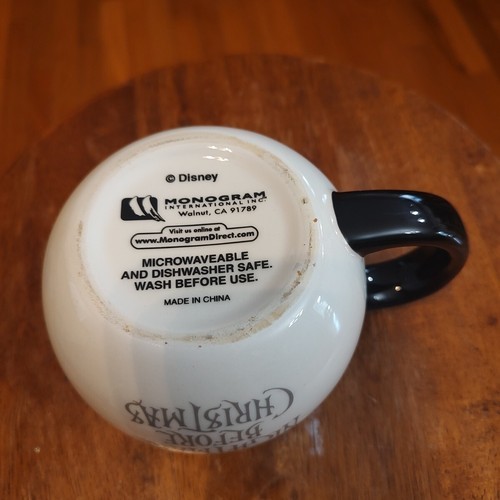 © Disney
MONOGRAM
INTERNATIONAL INC.
Walnut, CA 91789
Visit us online at
www.MonogramDirect.com
MICROWAVEABLE
AND DISHWASHER SAFE.
WASH BEFORE USE.
MADE IN CHINA
BEFORE
CHRISTMAS